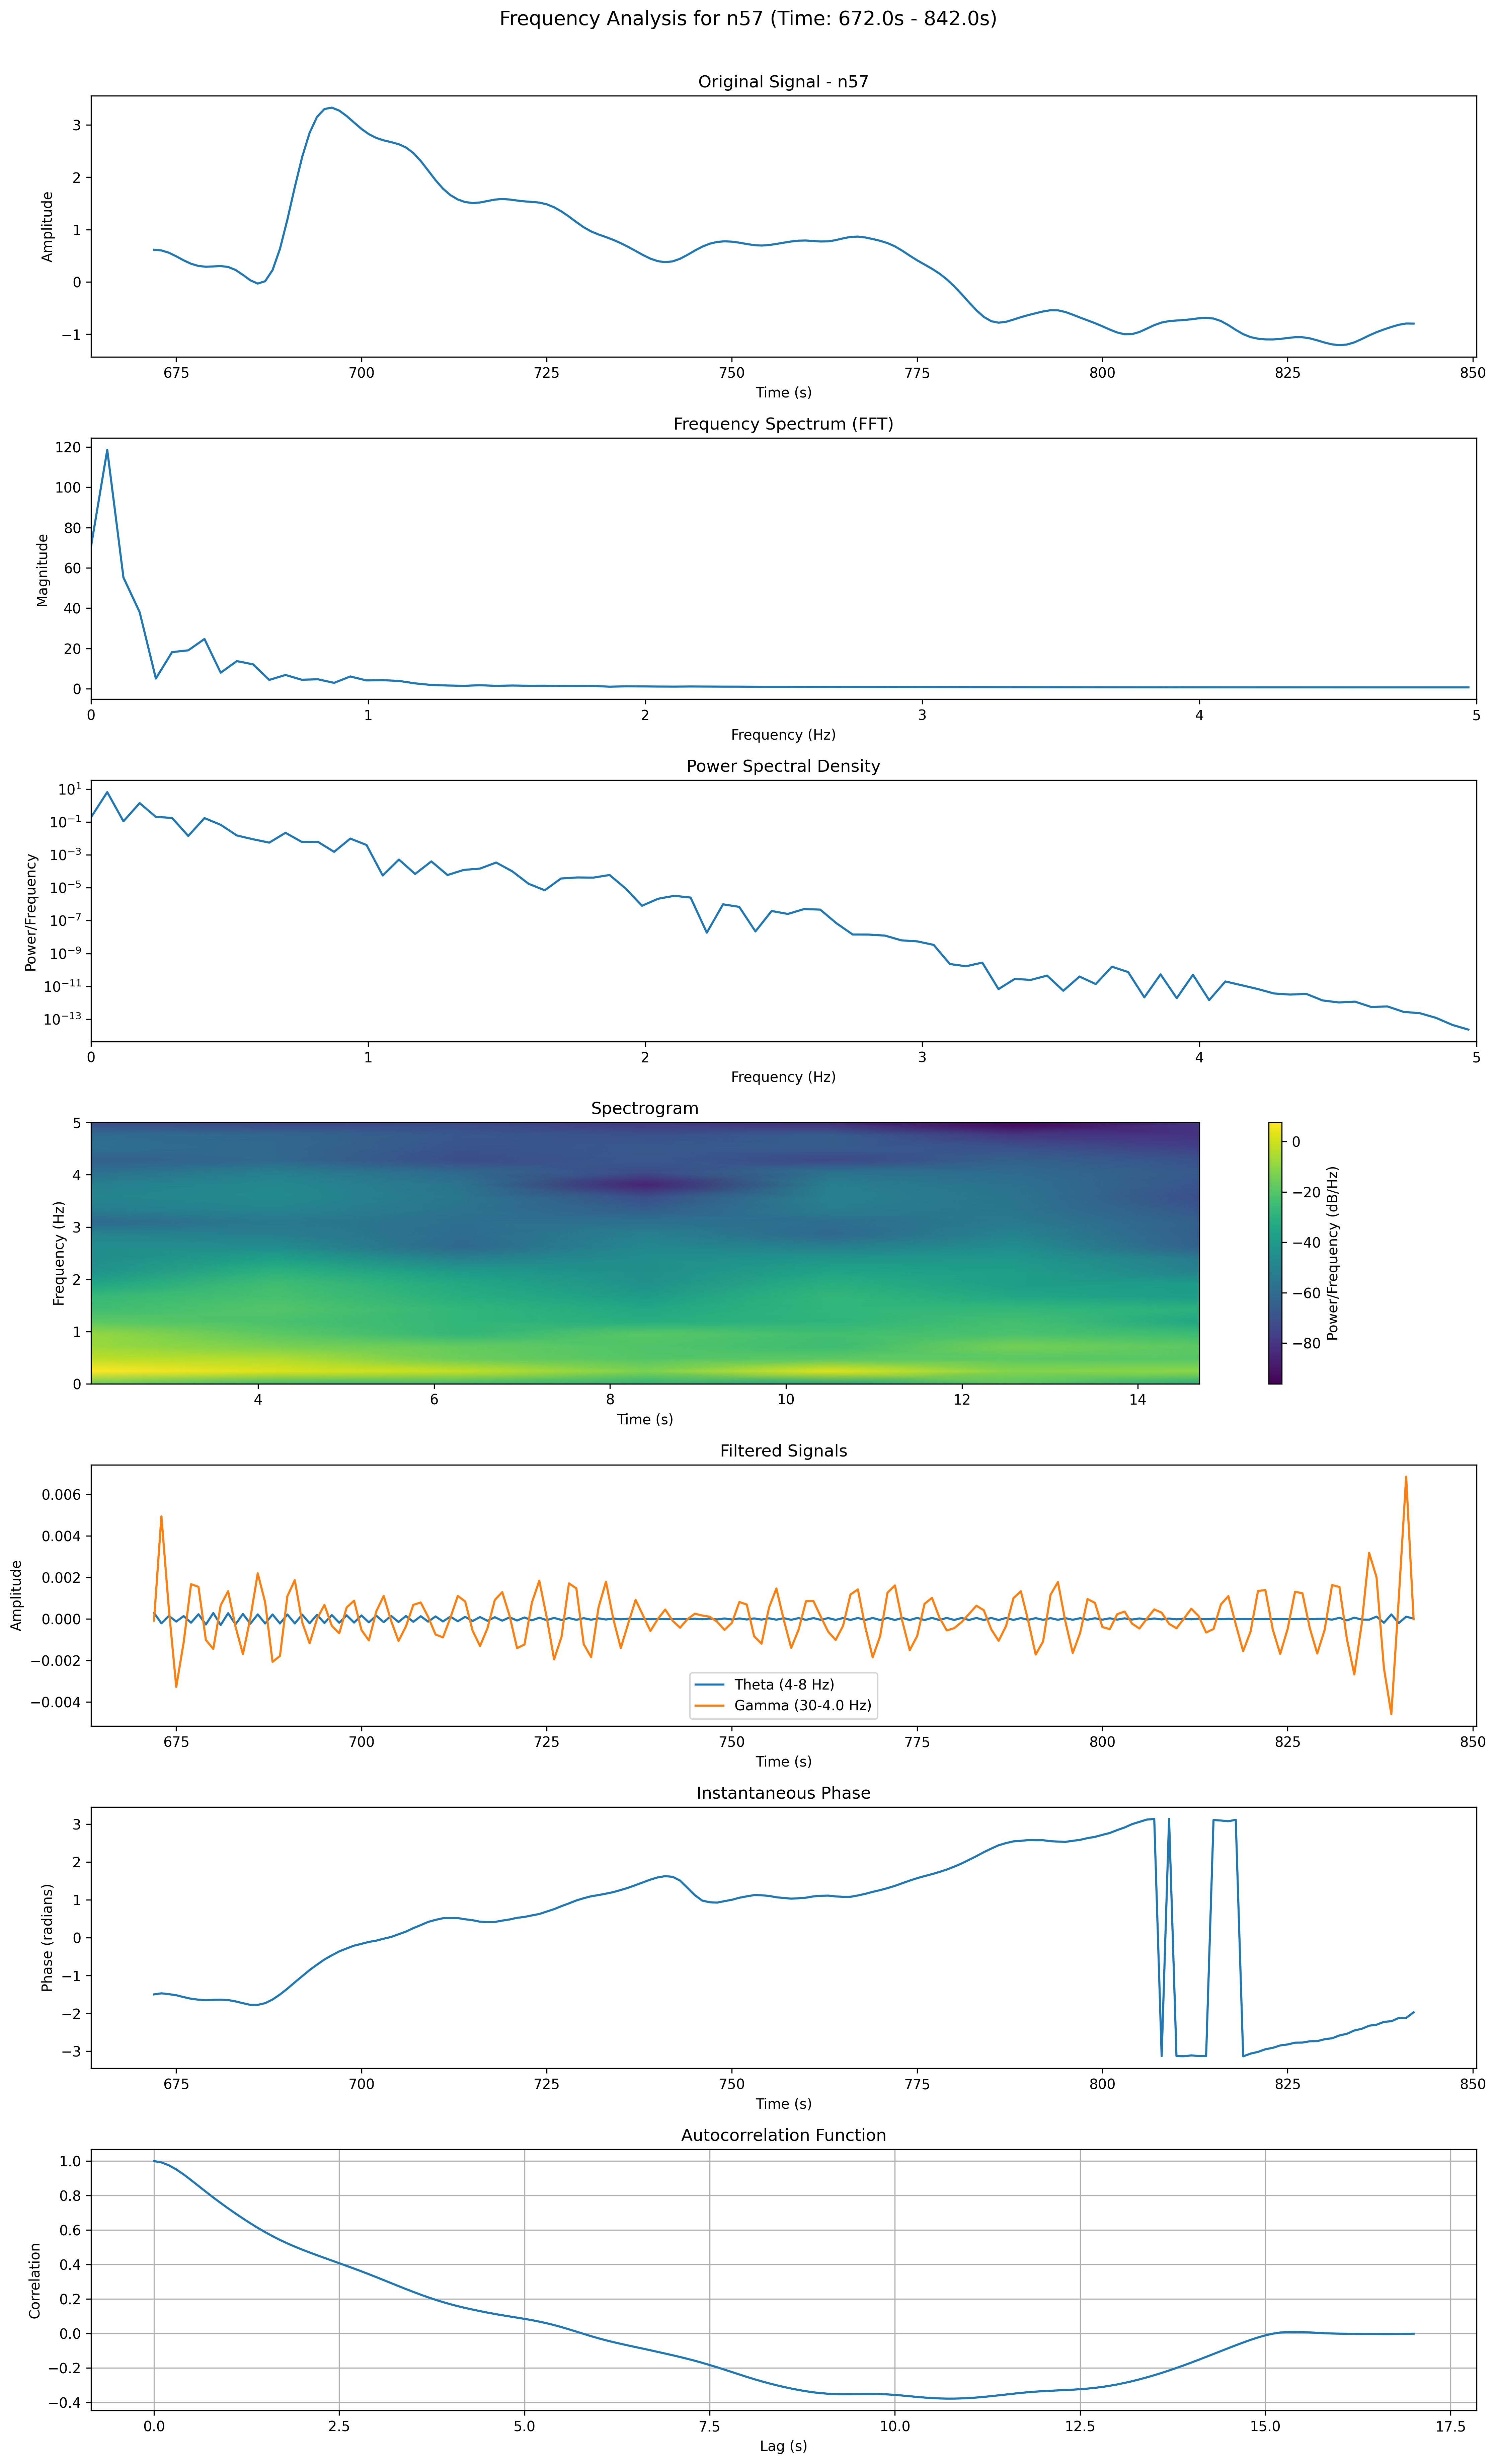 Frequency Analysis for n57 (Time: 672.0s - 842.0s)
Original Signal - n57
Amplitude
3
2
1
0
−1
675 700 725 750 775 800 825 850
Time (s)
Frequency Spectrum (FFT)
Magnitude
120
100
80
60
40
20
0
0 1 2 3 4 5
Frequency (Hz)
Power Spectral Density
Power/Frequency
10¹
10⁻¹
10⁻³
10⁻⁵
10⁻⁷
10⁻⁹
10⁻¹¹
10⁻¹³
0 1 2 3 4 5
Frequency (Hz)
Spectrogram
Frequency (Hz)
5
4
3
2
1
0
4 6 8 10 12 14
Time (s)
0
−20
−40
−60
−80
Power/Frequency (dB/Hz)
Filtered Signals
Amplitude
0.006
0.004
0.002
0.000
−0.002
−0.004
Theta (4-8 Hz)
Gamma (30-4.0 Hz)
675 700 725 750 775 800 825 850
Time (s)
Instantaneous Phase
Phase (radians)
3
2
1
0
−1
−2
−3
675 700 725 750 775 800 825 850
Time (s)
Autocorrelation Function
Correlation
1.0
0.8
0.6
0.4
0.2
0.0
−0.2
−0.4
0.0 2.5 5.0 7.5 10.0 12.5 15.0 17.5
Lag (s)